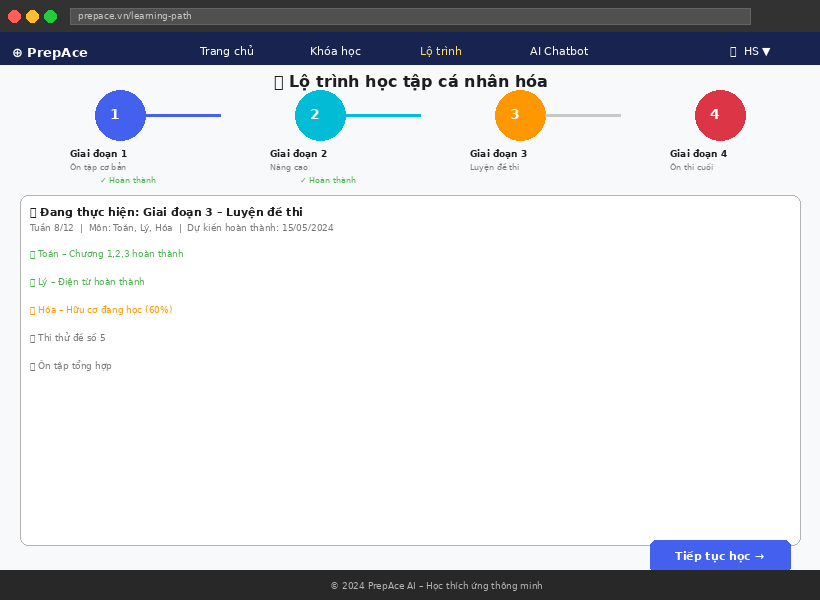 prepace.vn/learning-path
⊕ PrepAce
Trang chủ
Khóa học
Lộ trình
AI Chatbot
HS ▼
Lộ trình học tập cá nhân hóa
1
2
3
4
Giai đoạn 1
Giai đoạn 2
Giai đoạn 3
Giai đoạn 4
Ôn tập cơ bản
Nâng cao
Luyện đề thi
Ôn thi cuối
✓ Hoàn thành
✓ Hoàn thành
Đang thực hiện: Giai đoạn 3 – Luyện đề thi
Tuần 8/12 | Môn: Toán, Lý, Hóa | Dự kiến hoàn thành: 15/05/2024
Toán – Chương 1,2,3 hoàn thành
Lý – Điện từ hoàn thành
Hóa – Hữu cơ đang học (60%)
Thi thử đề số 5
Ôn tập tổng hợp
Tiếp tục học →
© 2024 PrepAce AI – Học thích ứng thông minh